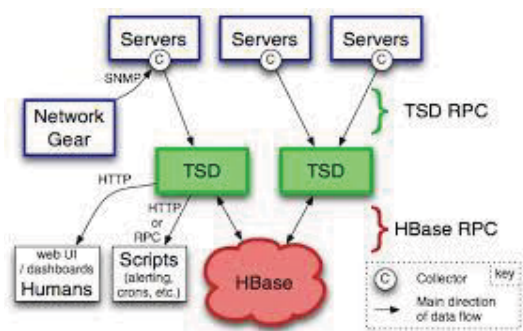 Servers
Servers
Servers
C
C
C
SNMP
Network
Gear
TSD RPC
TSD
TSD
HTTP
HTTP
or
RPC
HBase RPC
web UI
/ dashboards
Humans
Scripts
(alerting,
crons, etc.)
HBase
key
C Collector
Main direction
of data flow